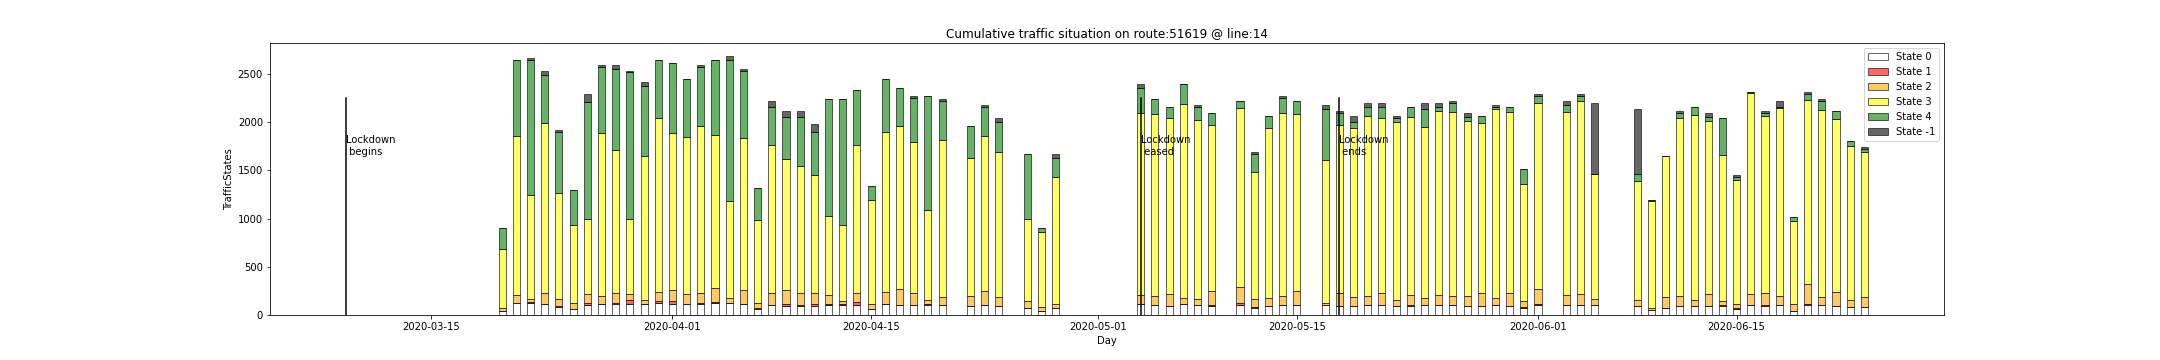 Cumulative traffic situation on route:51619 @ line:14
TrafficStates
2500
2000
1500
1000
500
0
Lockdown
begins
Lockdown
eased
Lockdown
ends
State 0
State 1
State 2
State 3
State 4
State -1
2020-03-15
2020-04-01
2020-04-15
2020-05-01
2020-05-15
2020-06-01
2020-06-15
Day